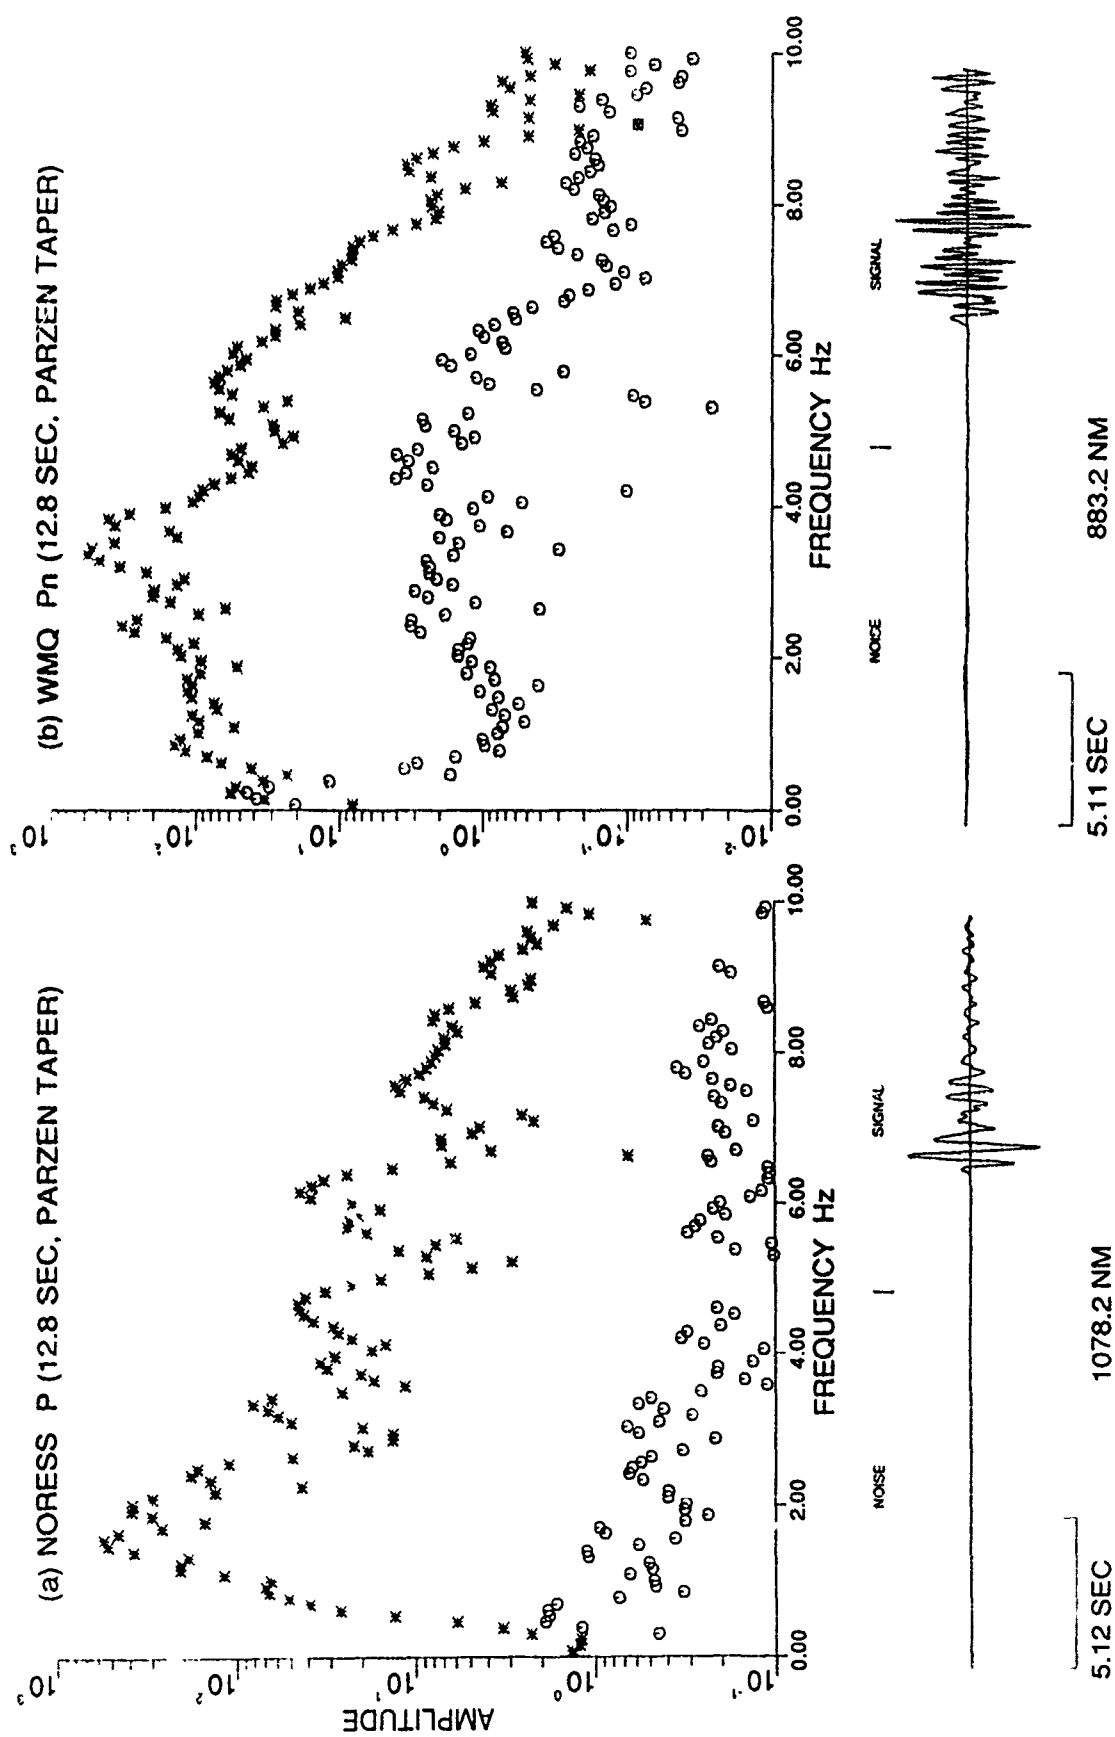 (a) NORESS P (12.8 SEC, PARZEN TAPER)
AMPLITUDE
10³
10²
10¹
10⁰
10⁻¹
0.00 2.00 4.00 6.00 8.00 10.00
FREQUENCY Hz
NOISE SIGNAL
5.12 SEC 1078.2 NM
(b) WMQ Pn (12.8 SEC, PARZEN TAPER)
10³
10²
10¹
10⁰
10⁻¹
10⁻²
0.00 2.00 4.00 6.00 8.00 10.00
FREQUENCY Hz
NOISE SIGNAL
5.11 SEC 883.2 NM